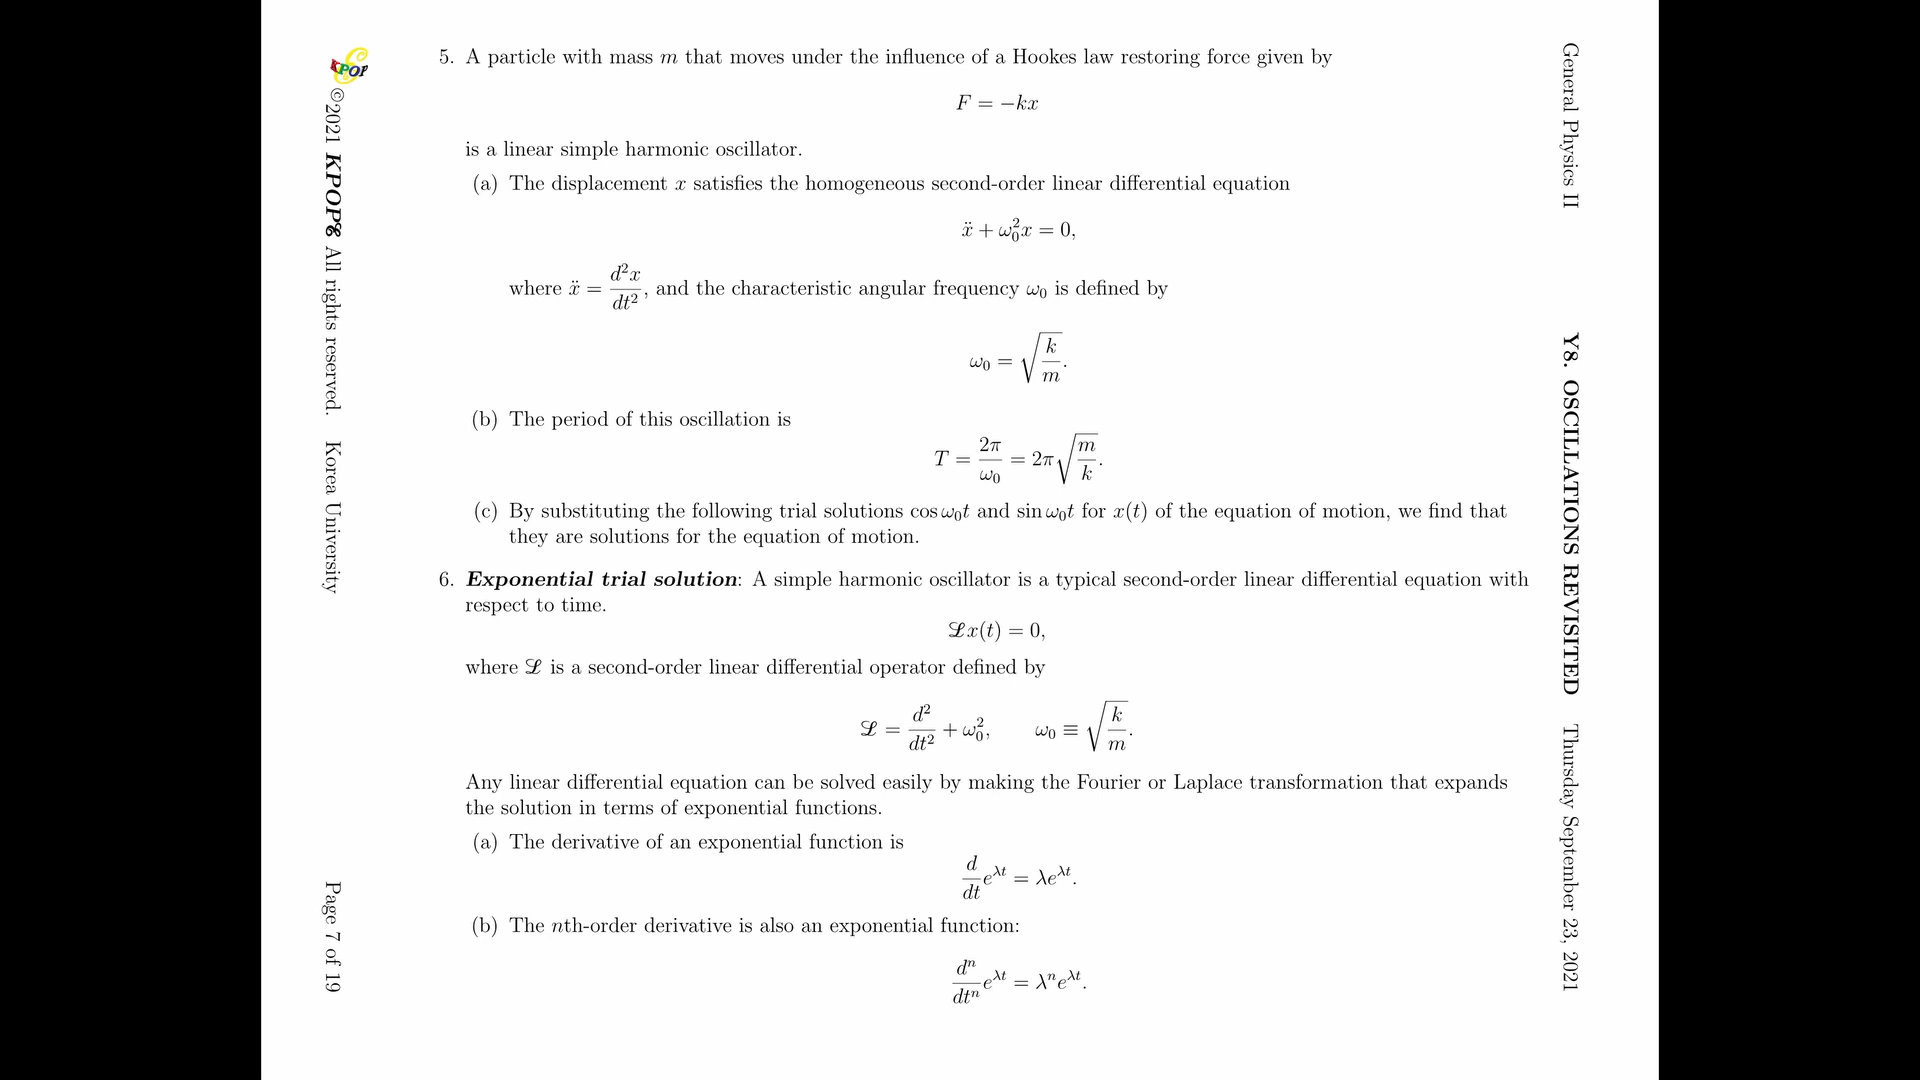 5. A particle with mass m that moves under the influence of a Hookes law restoring force given by
F = −kx
is a linear simple harmonic oscillator.
(a) The displacement x satisfies the homogeneous second-order linear differential equation
ẍ + ω₀²x = 0,
where ẍ = d²x/dt², and the characteristic angular frequency ω₀ is defined by
ω₀ = √(k/m).
(b) The period of this oscillation is
T = 2π/ω₀ = 2π√(m/k).
(c) By substituting the following trial solutions cos ω₀t and sin ω₀t for x(t) of the equation of motion, we find that
they are solutions for the equation of motion.
6. Exponential trial solution: A simple harmonic oscillator is a typical second-order linear differential equation with
respect to time.
ℒx(t) = 0,
where ℒ is a second-order linear differential operator defined by
ℒ = d²/dt² + ω₀², ω₀ ≡ √(k/m).
Any linear differential equation can be solved easily by making the Fourier or Laplace transformation that expands
the solution in terms of exponential functions.
(a) The derivative of an exponential function is
d/dt e^λt = λe^λt.
(b) The nth-order derivative is also an exponential function:
dⁿ/dtⁿ e^λt = λⁿe^λt.
General Physics II Y8. OSCILLATIONS REVISITED Thursday September 23, 2021
KPOP ©2021 KPOPℰ All rights reserved. Korea University Page 7 of 19